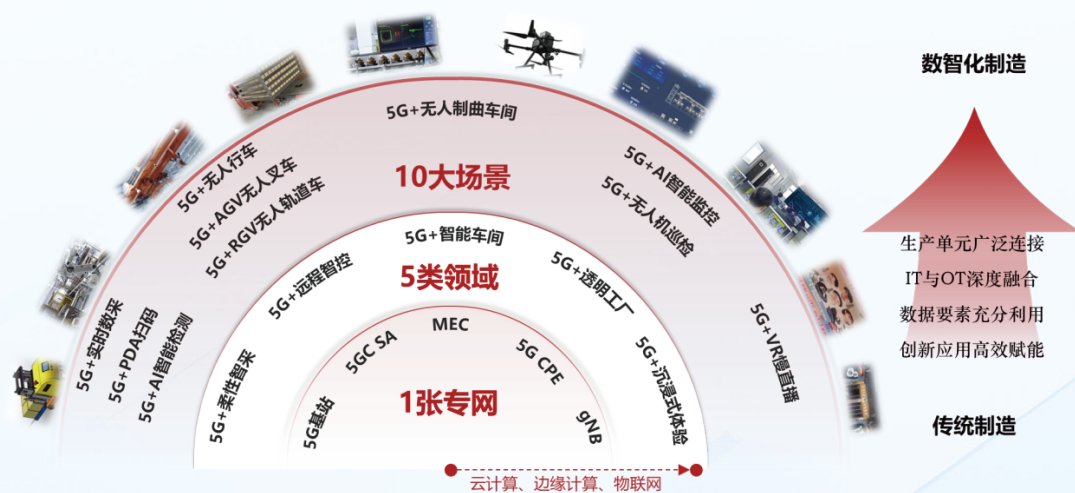 数智化制造
5G+无人制曲车间
10大场景
5G+无人行车
5G+AGV无人叉车
5G+RGV无人轨道车
5G+AI智能监控
5G+无人机巡检
5G+实时数采
5G+PDA扫码
5G+AI智能检测
5G+VR慢直播
5G+智能车间
5类领域
5G+远程智控
5G+透明工厂
5G+柔性智采
5G+沉浸式体验
MEC
5GC SA
5G CPE
1张专网
5G基站
gNB
云计算、边缘计算、物联网
生产单元广泛连接
IT与OT深度融合
数据要素充分利用
创新应用高效赋能
传统制造